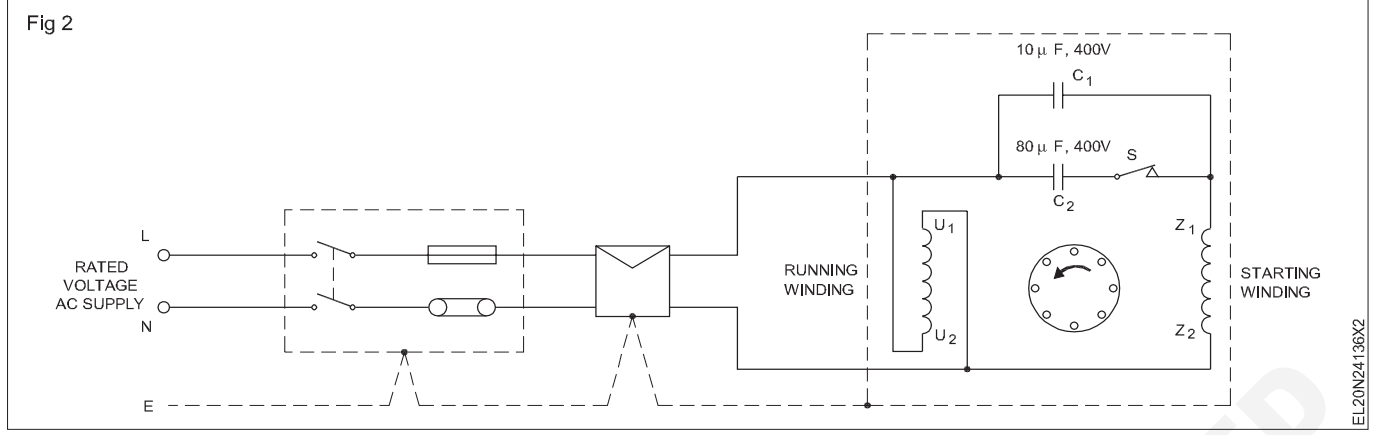 Fig 2
10 μ F, 400V
C1
80 μ F, 400V
S
C2
L
RATED
VOLTAGE
AC SUPPLY
N
E
RUNNING
WINDING
U1
U2
Z1
Z2
STARTING
WINDING
EL20N24136X2